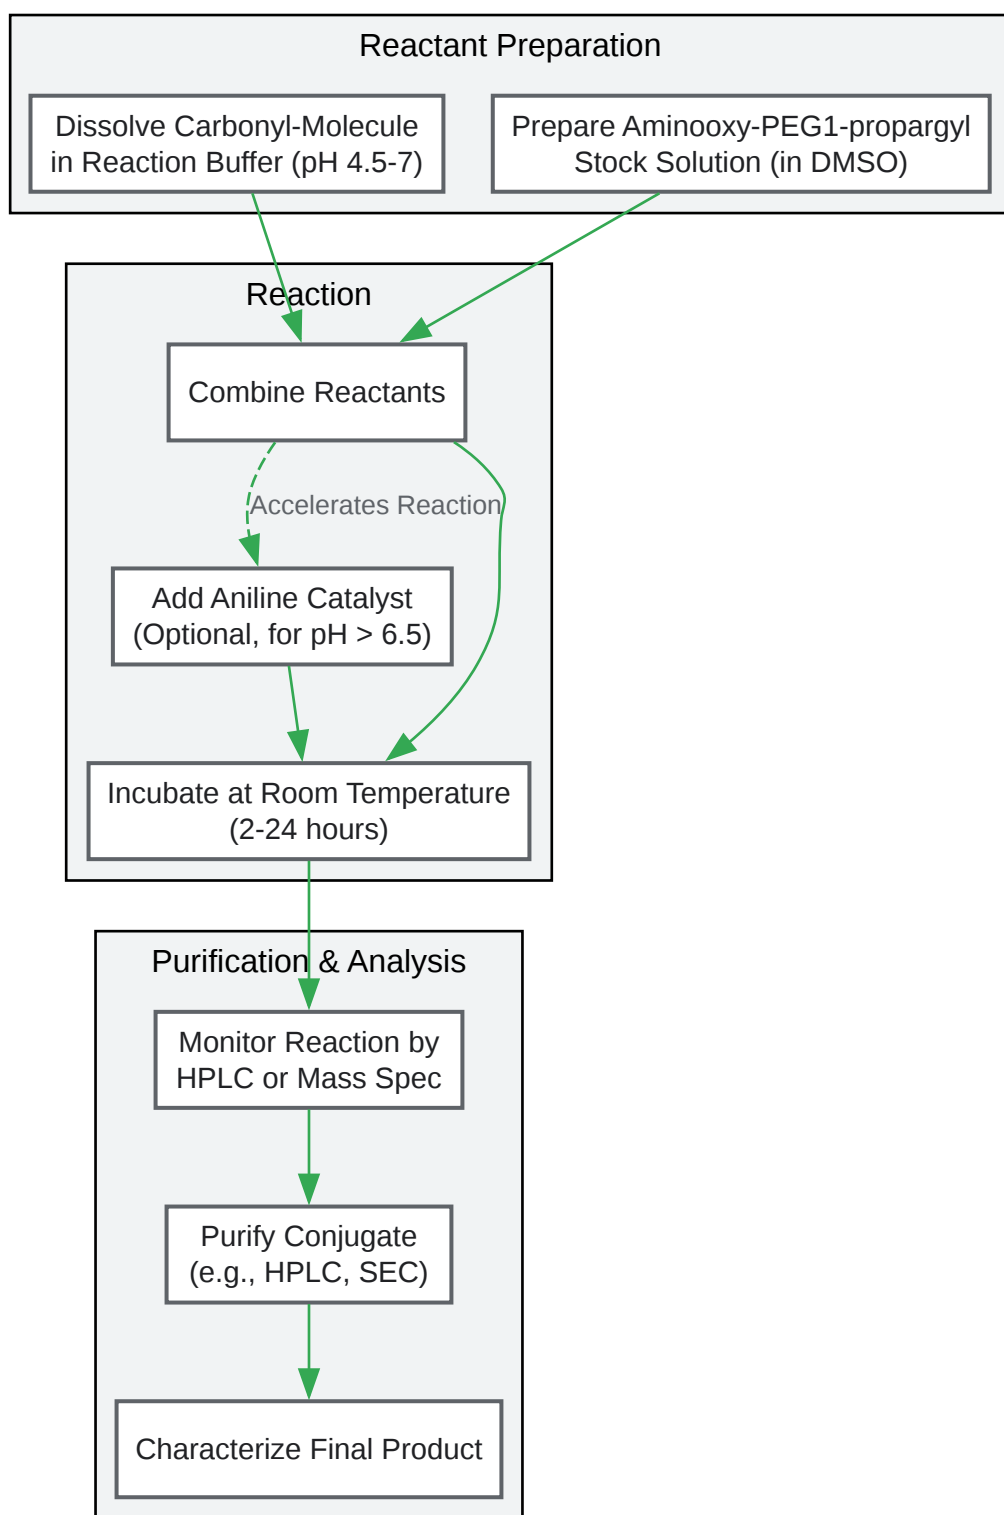 Reactant Preparation
Dissolve Carbonyl-Molecule
in Reaction Buffer (pH 4.5-7)
Prepare Aminooxy-PEG1-propargyl
Stock Solution (in DMSO)
Reaction
Combine Reactants
Accelerates Reaction
Add Aniline Catalyst
(Optional, for pH > 6.5)
Incubate at Room Temperature
(2-24 hours)
Purification & Analysis
Monitor Reaction by
HPLC or Mass Spec
Purify Conjugate
(e.g., HPLC, SEC)
Characterize Final Product